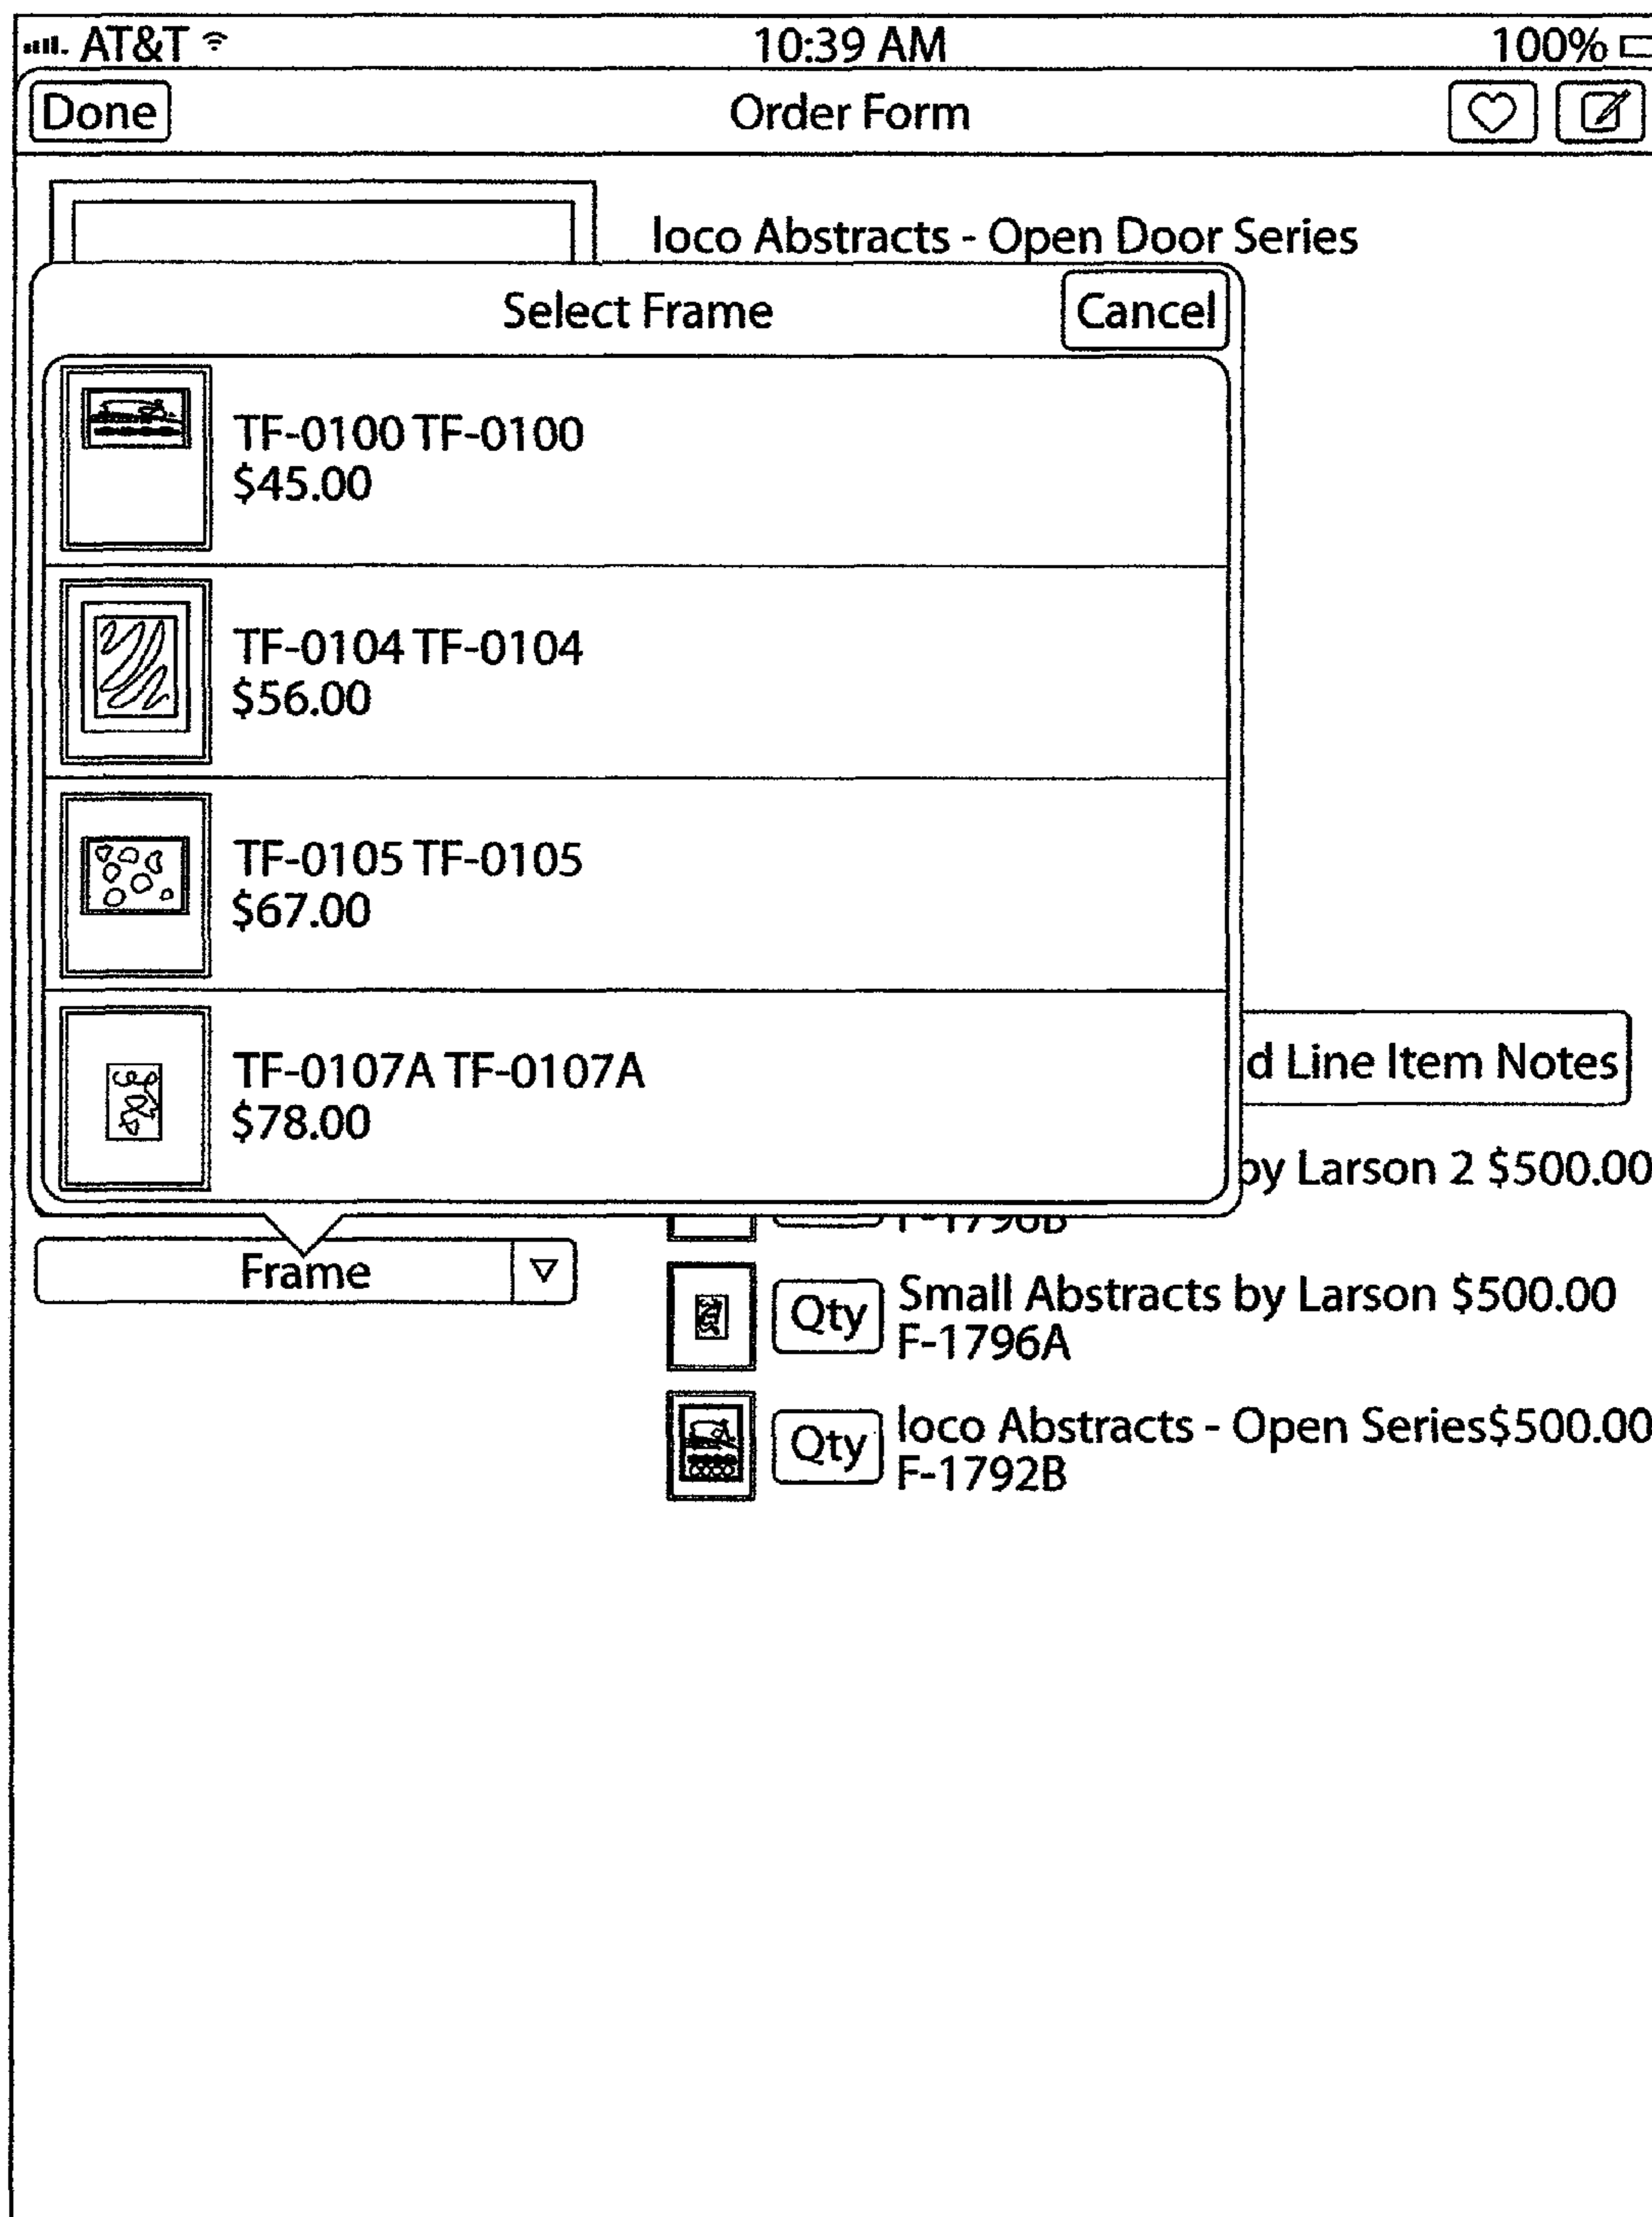 AT&T 10:39 AM 100%
Done Order Form
loco Abstracts - Open Door Series
Select Frame Cancel
TF-0100 TF-0100
$45.00
TF-0104 TF-0104
$56.00
TF-0105 TF-0105
$67.00
TF-0107A TF-0107A
$78.00
d Line Item Notes
by Larson 2 $500.00
F-1796B
Frame
Qty Small Abstracts by Larson $500.00
F-1796A
Qty loco Abstracts - Open Series$500.00
F-1792B